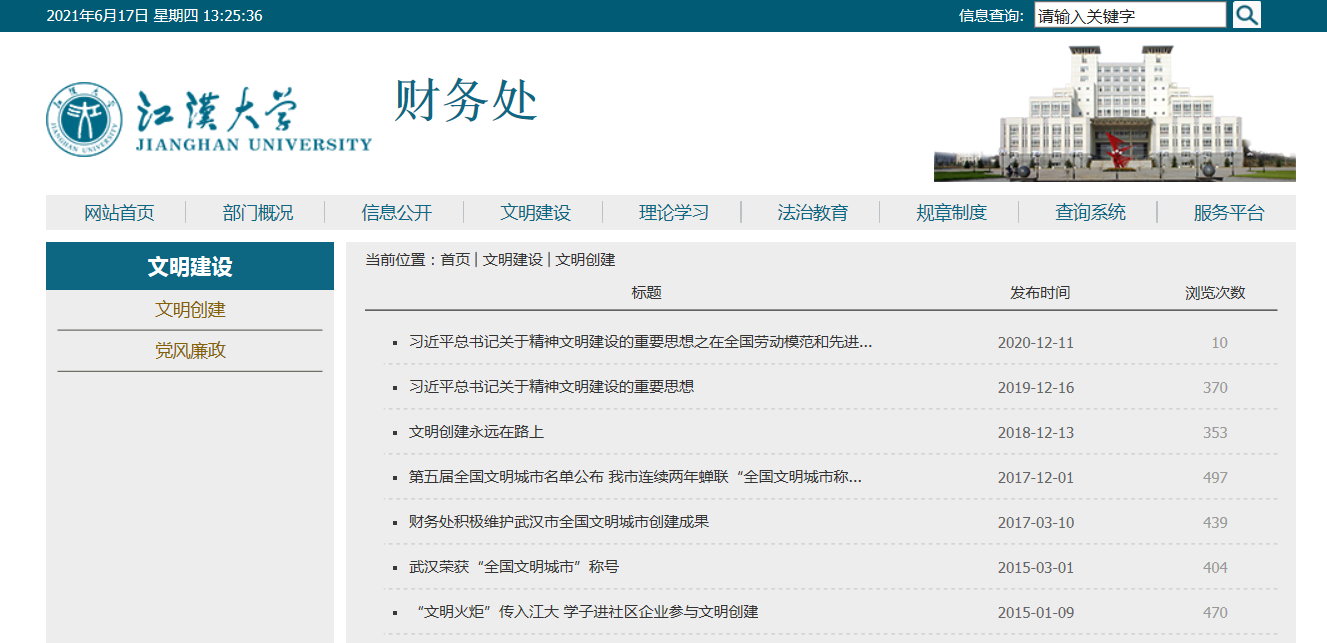 2021年6月17日 星期四 13:25:36 信息查询: 请输入关键字
江漢大学 财务处
JIANGHAN UNIVERSITY
网站首页 部门概况 信息公开 文明建设 理论学习 法治教育 规章制度 查询系统 服务平台
文明建设
文明创建
党风廉政
当前位置：首页 | 文明建设 | 文明创建
标题 发布时间 浏览次数
习近平总书记关于精神文明建设的重要思想之在全国劳动模范和先进... 2020-12-11 10
习近平总书记关于精神文明建设的重要思想 2019-12-16 370
文明创建永远在路上 2018-12-13 353
第五届全国文明城市名单公布 我市连续两年蝉联“全国文明城市称... 2017-12-01 497
财务处积极维护武汉市全国文明城市创建成果 2017-03-10 439
武汉荣获“全国文明城市”称号 2015-03-01 404
“文明火炬”传入江大 学子进社区企业参与文明创建 2015-01-09 470